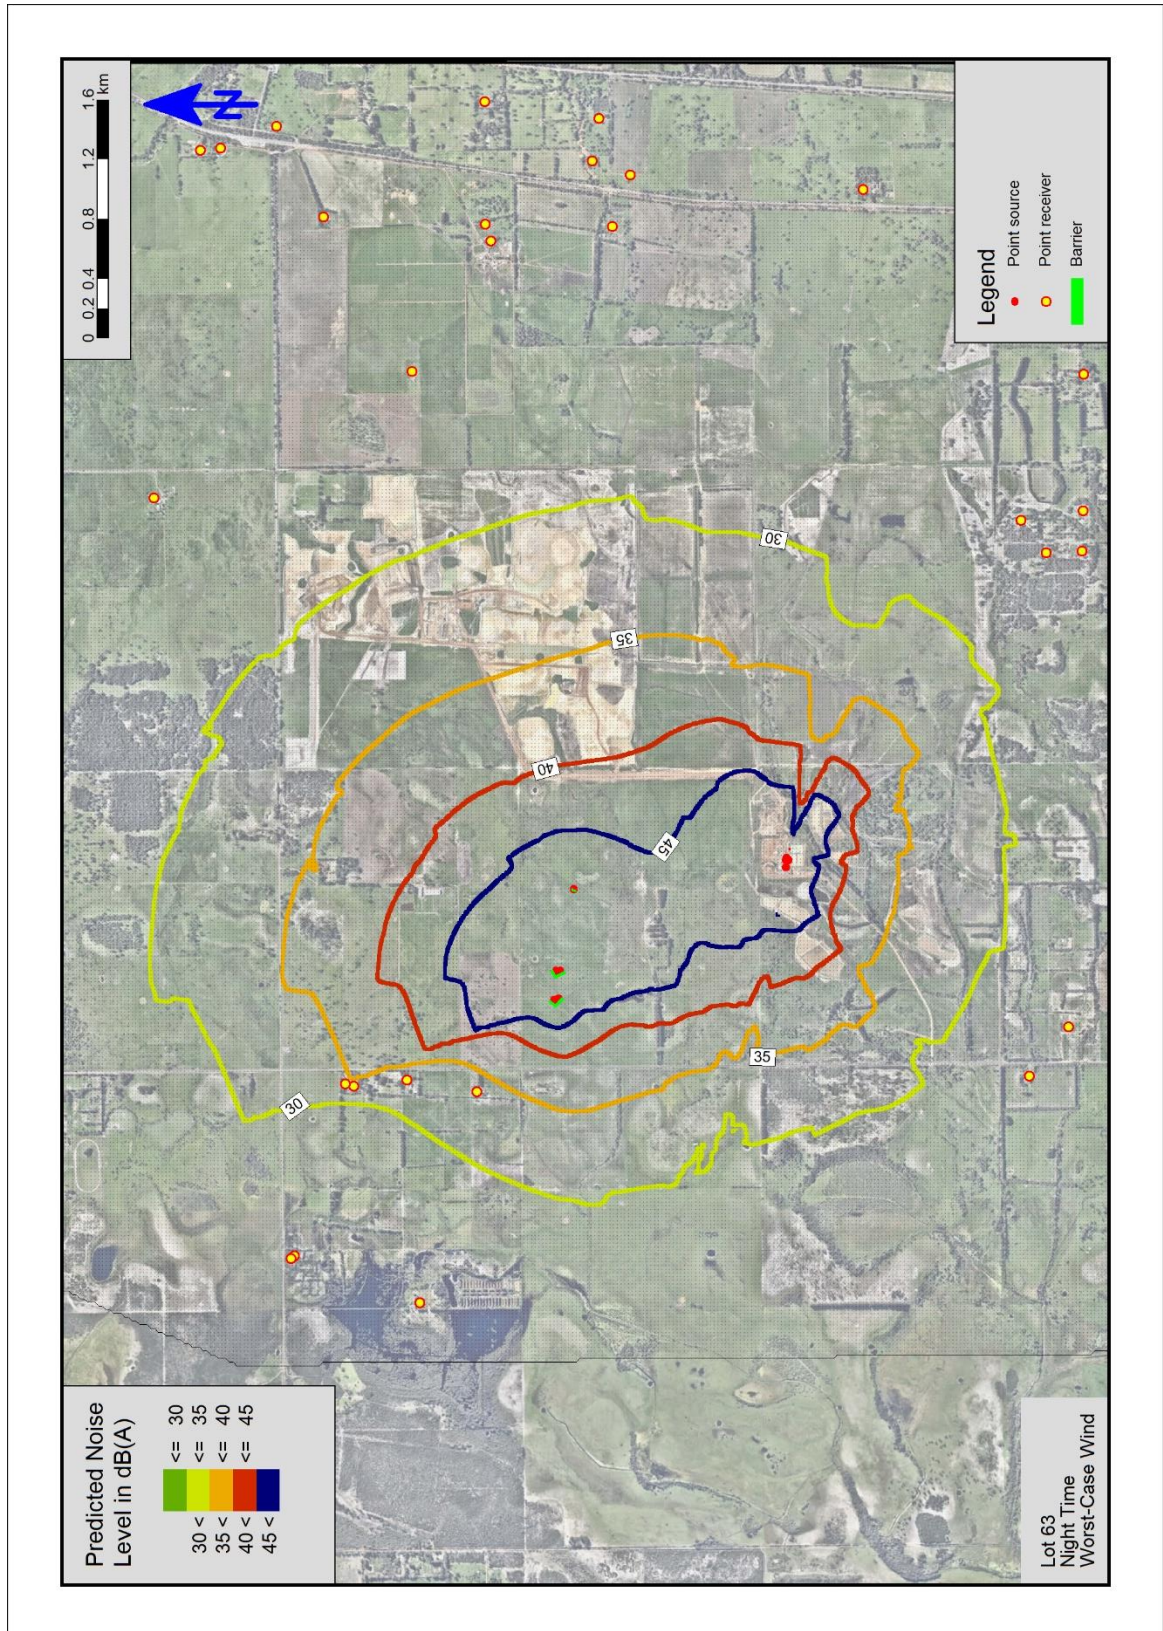 Predicted Noise
Level in dB(A)
<= 30
30 < <= 35
35 < <= 40
40 < <= 45
45 <
0 0.2 0.4 0.8 1.2 1.6
km
N
30
35
40
45
35
30
Lot 63
Night Time
Worst-Case Wind
Legend
Point source
Point receiver
Barrier